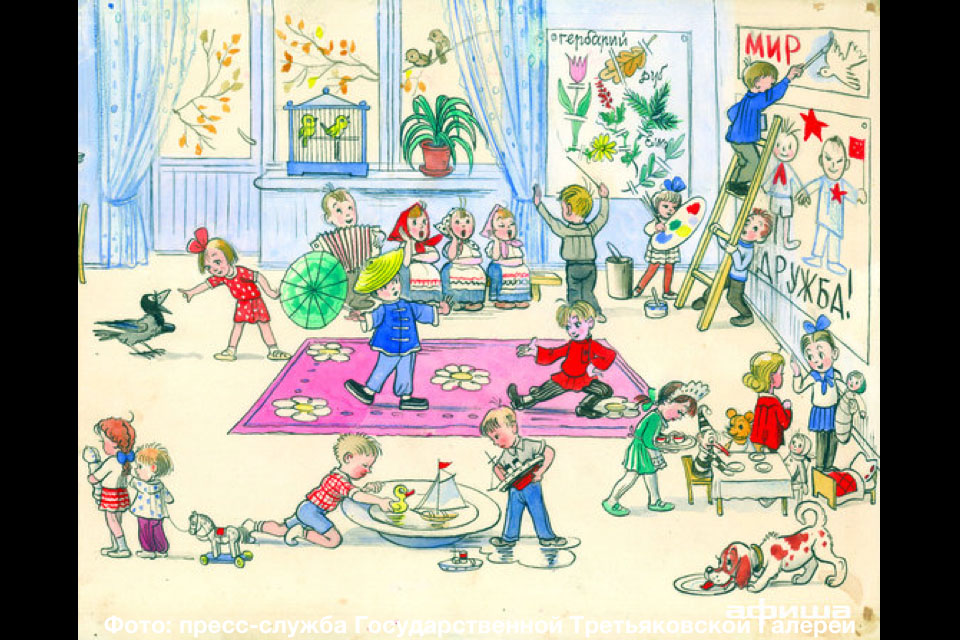 гербарий
дуб
МИР
ДРУЖБА!
афиша
Фото: пресс-служба Государственной Третьяковской Галереи